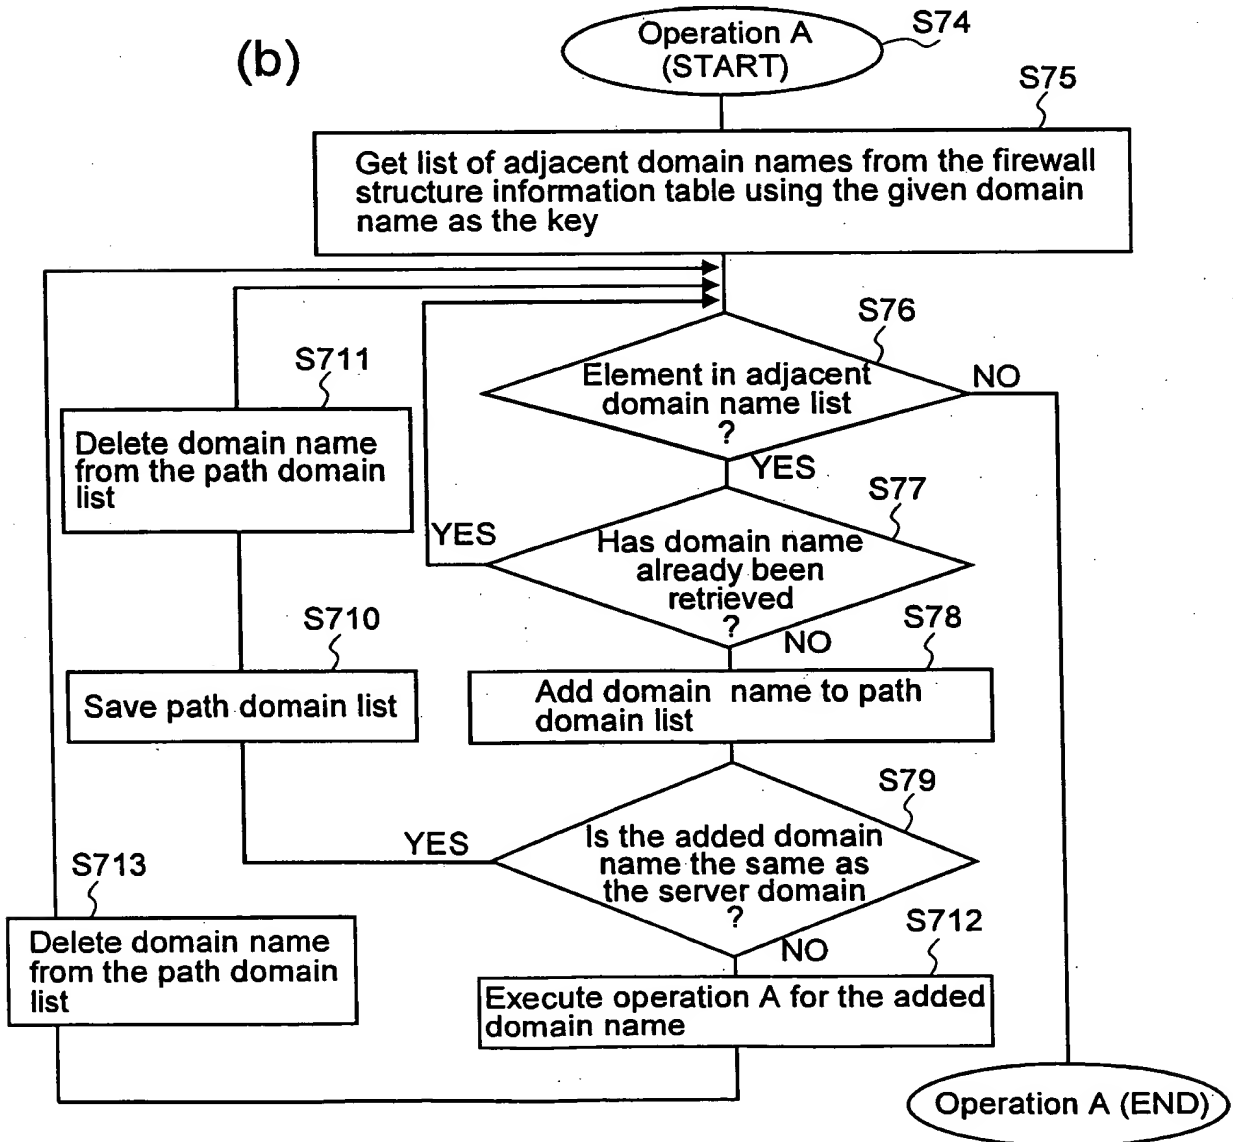 (b)
Operation A
(START)
S74
S75
Get list of adjacent domain names from the firewall
structure information table using the given domain
name as the key
S76
Element in adjacent
domain name list
?
NO
YES
S711
Delete domain name
from the path domain
list
S77
Has domain name
already been
retrieved
?
YES
NO
S710
Save path domain list
S78
Add domain name to path
domain list
S79
Is the added domain
name the same as
the server domain
?
YES
NO
S713
Delete domain name
from the path domain
list
S712
Execute operation A for the added
domain name
Operation A (END)